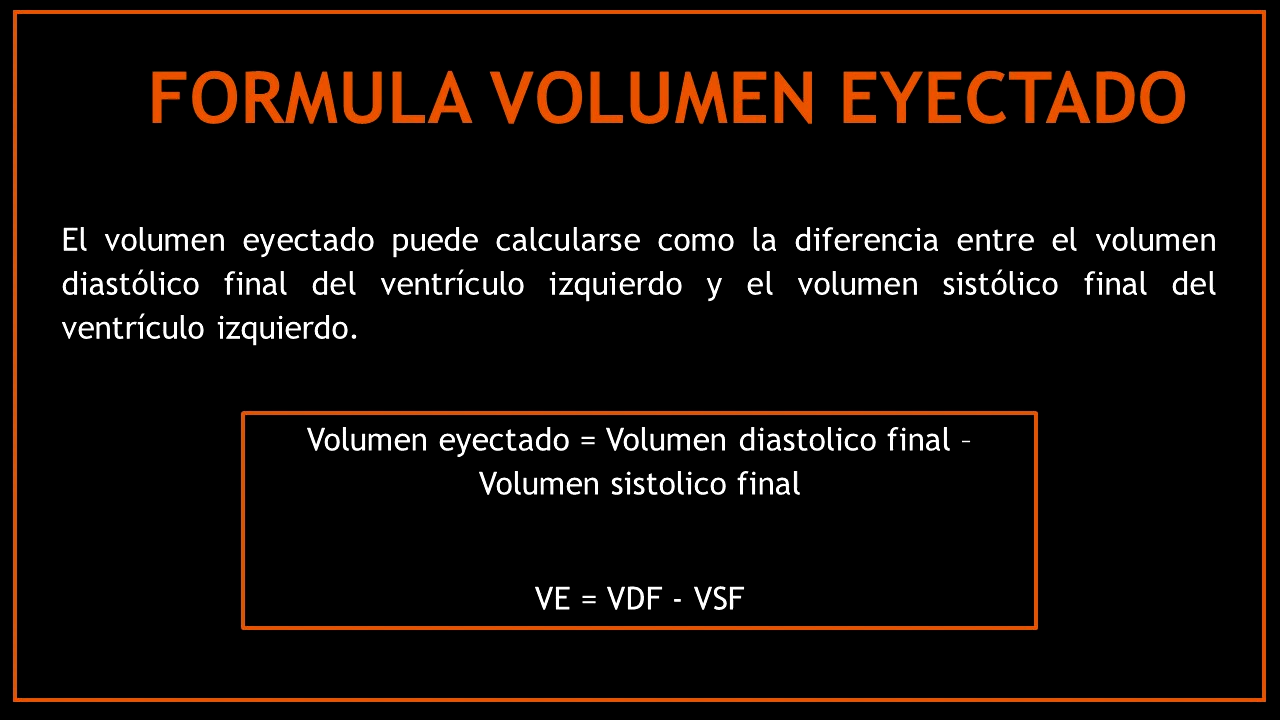 FORMULA VOLUMEN EYECTADO
El volumen eyectado puede calcularse como la diferencia entre el volumen
diastólico final del ventrículo izquierdo y el volumen sistólico final del
ventrículo izquierdo.
Volumen eyectado = Volumen diastolico final –
Volumen sistolico final
VE = VDF - VSF